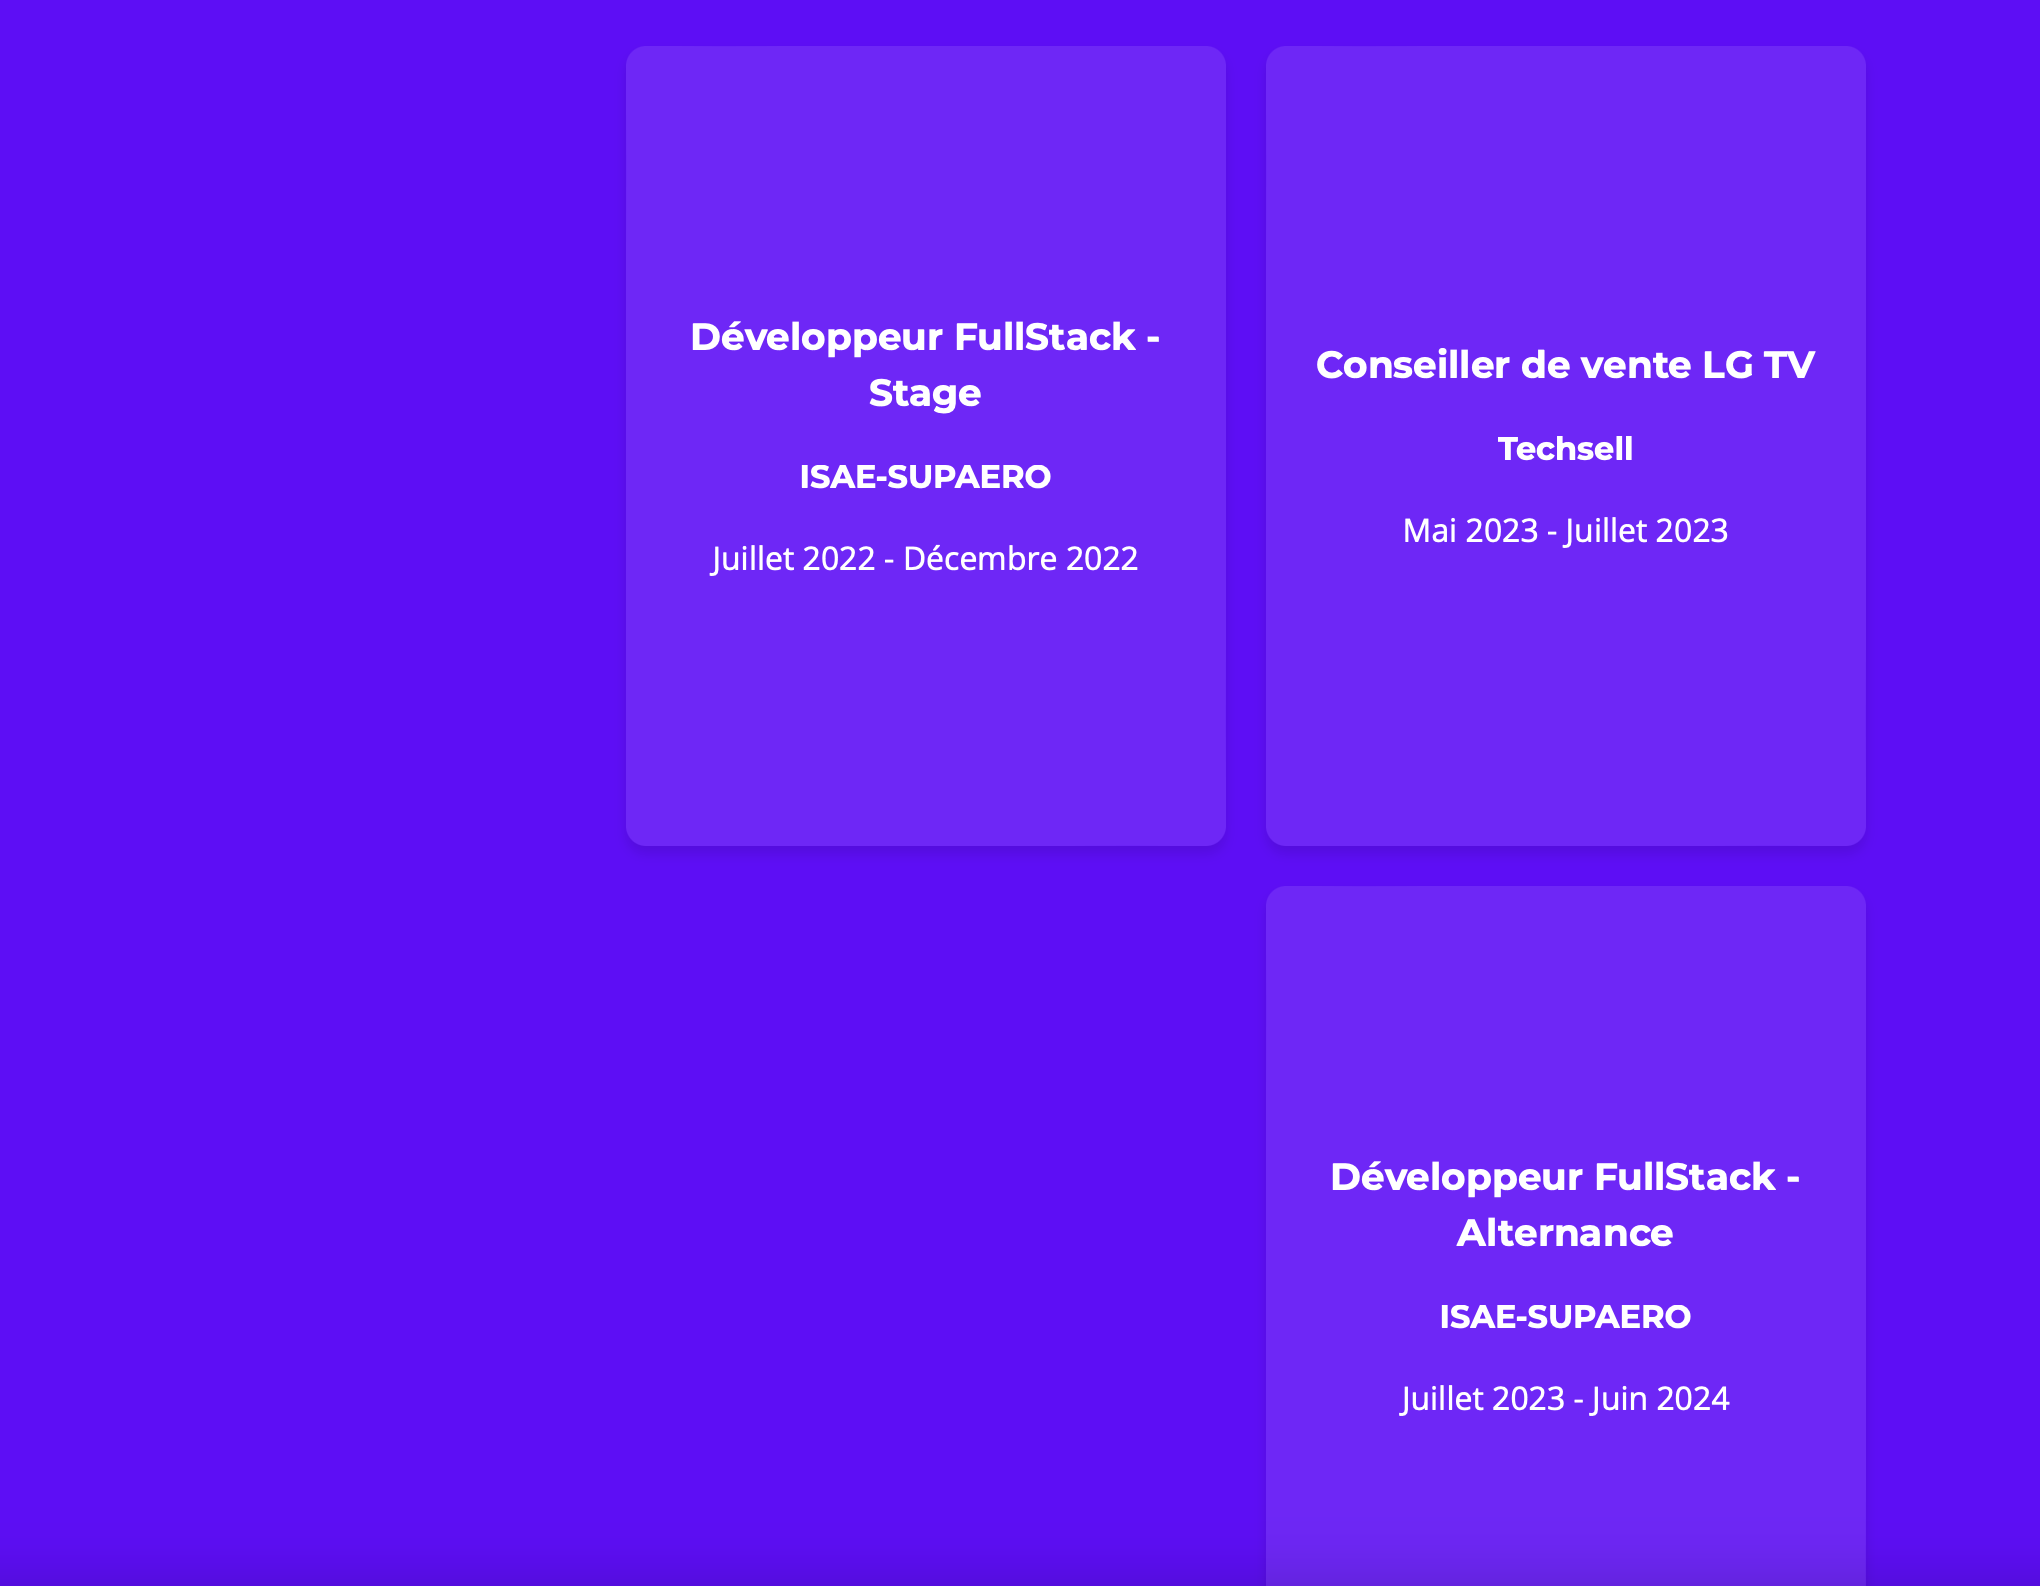 Développeur FullStack -
Stage
ISAE-SUPAERO
Juillet 2022 - Décembre 2022
Conseiller de vente LG TV
Techsell
Mai 2023 - Juillet 2023
Développeur FullStack -
Alternance
ISAE-SUPAERO
Juillet 2023 - Juin 2024